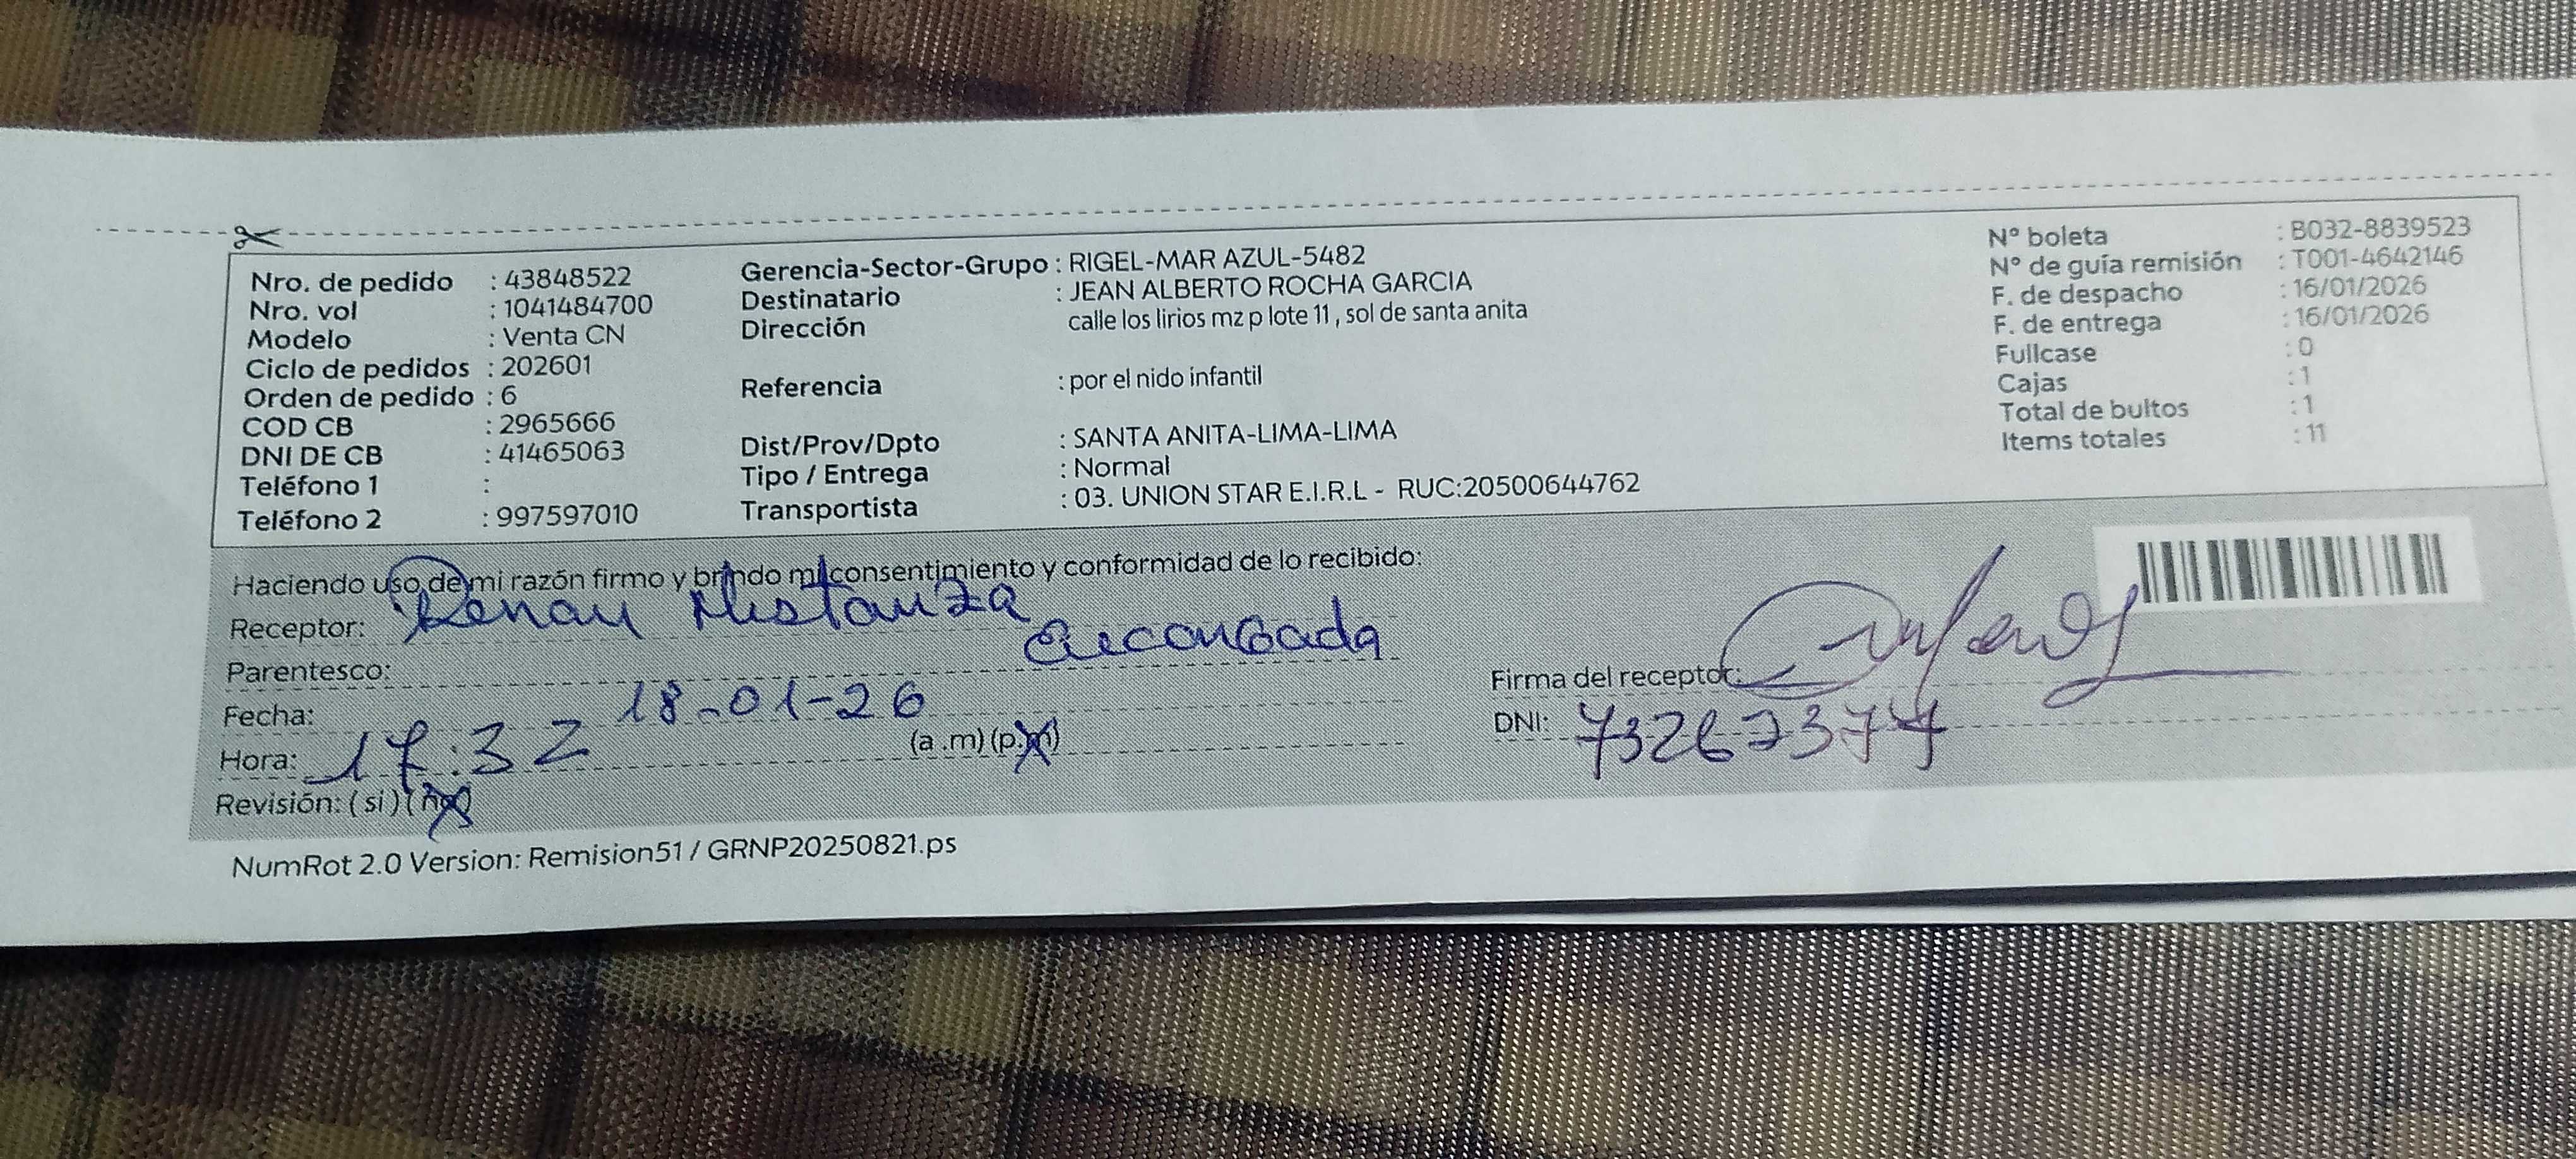 Nro. de pedido : 43848522
Nro. vol : 1041484700
Modelo : Venta CN
Ciclo de pedidos : 202601
Orden de pedido : 6
COD CB : 2965666
DNI DE CB : 41465063
Teléfono 1 :
Teléfono 2 : 997597010
Gerencia-Sector-Grupo : RIGEL-MAR AZUL-5482
Destinatario : JEAN ALBERTO ROCHA GARCIA
Dirección calle los lirios mz p lote 11 , sol de santa anita
Referencia : por el nido infantil
Dist/Prov/Dpto : SANTA ANITA-LIMA-LIMA
Tipo / Entrega : Normal
Transportista : 03. UNION STAR E.I.R.L - RUC:20500644762
Nº boleta : B032-8839523
Nº de guía remisión : T001-4642146
F. de despacho : 16/01/2026
F. de entrega : 16/01/2026
Fullcase : 0
Cajas : 1
Total de bultos : 1
Items totales : 11
Haciendo uso de mi razón firmo y brindo mi consentimiento y conformidad de lo recibido:
Receptor: Renau
Parentesco:
Fecha: 18-01-26
Hora: 17:32 (a .m) (p.m)
Revisión: (si) (no)
Firma del receptor:
DNI: 73267377
NumRot 2.0 Version: Remision51 / GRNP20250821.ps